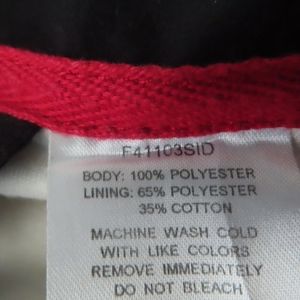 F41103SID
BODY: 100% POLYESTER
LINING: 65% POLYESTER
35% COTTON
MACHINE WASH COLD
WITH LIKE COLORS
REMOVE IMMEDIATELY
DO NOT BLEACH